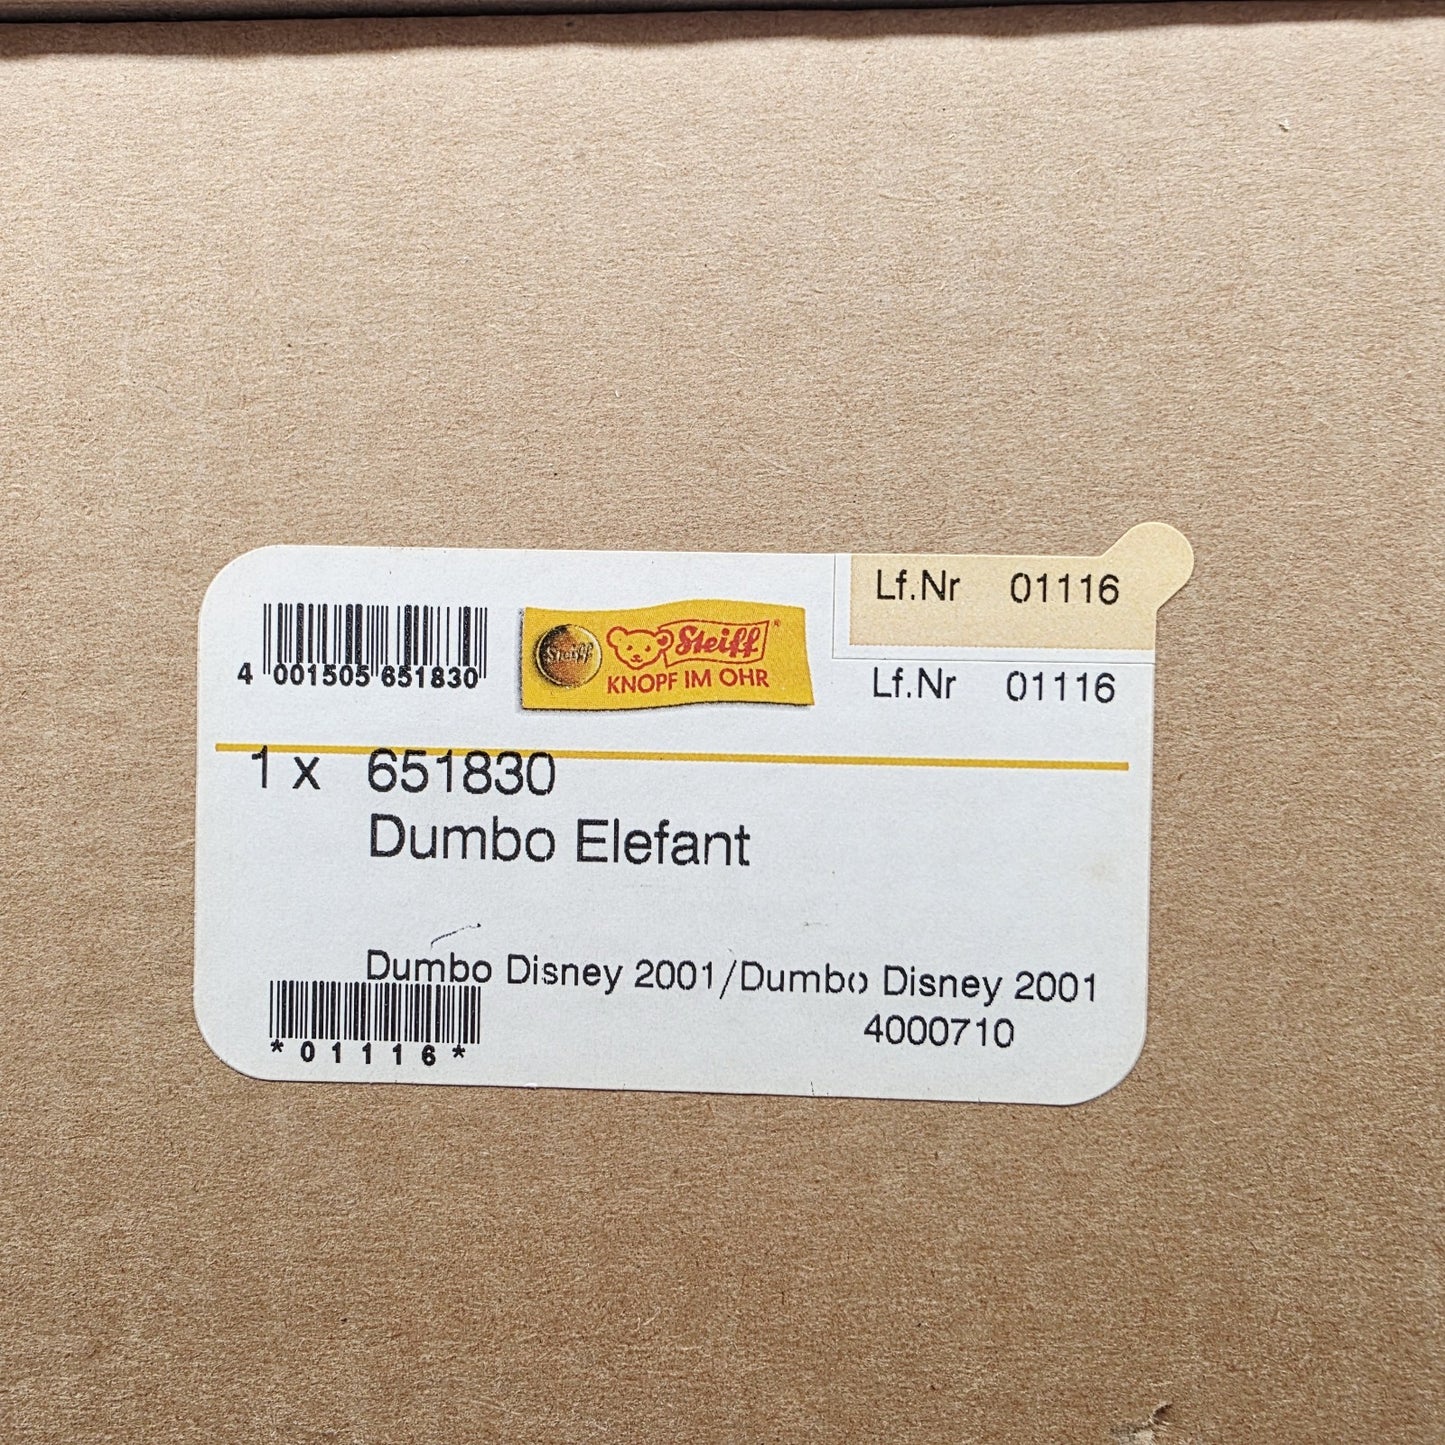 Lf.Nr 01116
4 001505 651830
Steiff
Steiff
KNOPF IM OHR
Lf.Nr 01116
1 x 651830
Dumbo Elefant
Dumbo Disney 2001/Dumbo Disney 2001
4000710
*01116*